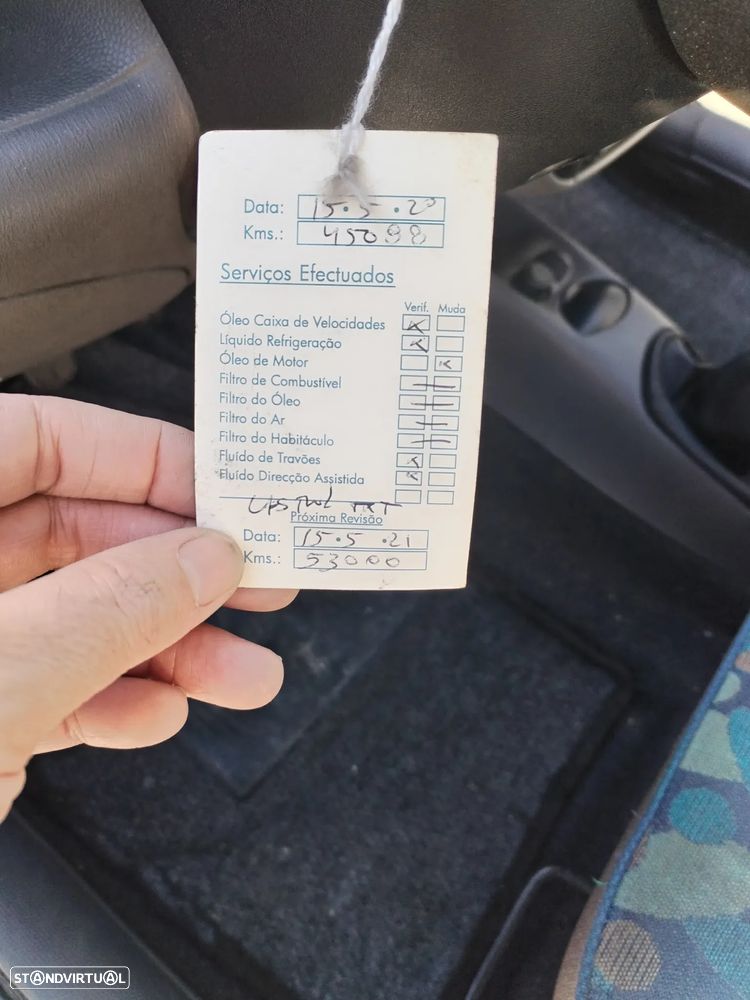 Data: 15.5.20
Kms.: 45098
Serviços Efectuados
Verif. Muda
Óleo Caixa de Velocidades
Líquido Refrigeração
Óleo de Motor
Filtro de Combustível
Filtro do Óleo
Filtro do Ar
Filtro do Habitáculo
Fluído de Travões
Fluído Direcção Assistida
Próxima Revisão
Data: 15.5.21
Kms.: 53000
STANDVIRTUAL